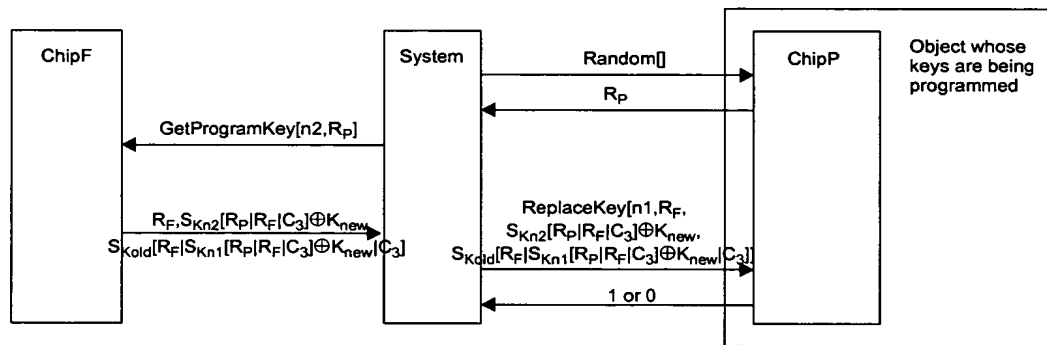 ChipF
System
ChipP
Object whose
keys are being
programmed
Random[]
R_P
GetProgramKey[n2,R_P]
R_F,S_Kn2[R_P|R_F|C_3]⊕K_new
S_Kold[R_F|S_Kn1[R_P|R_F|C_3]⊕K_new|C_3]
ReplaceKey[n1,R_F,
S_Kn2[R_P|R_F|C_3]⊕K_new,
S_Kold[R_F|S_Kn1[R_P|R_F|C_3]⊕K_new|C_3]]
1 or 0